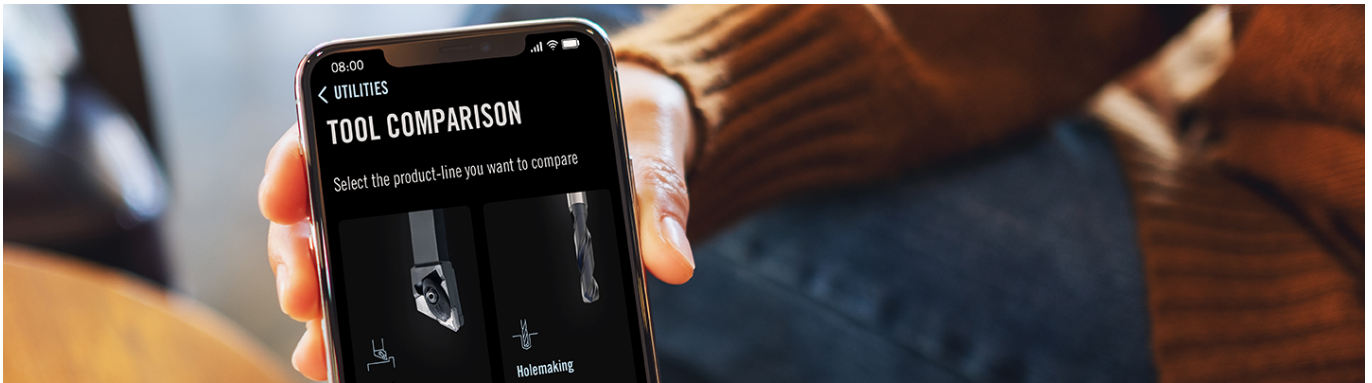 08:00
UTILITIES
TOOL COMPARISON
Select the product-line you want to compare
Holemaking